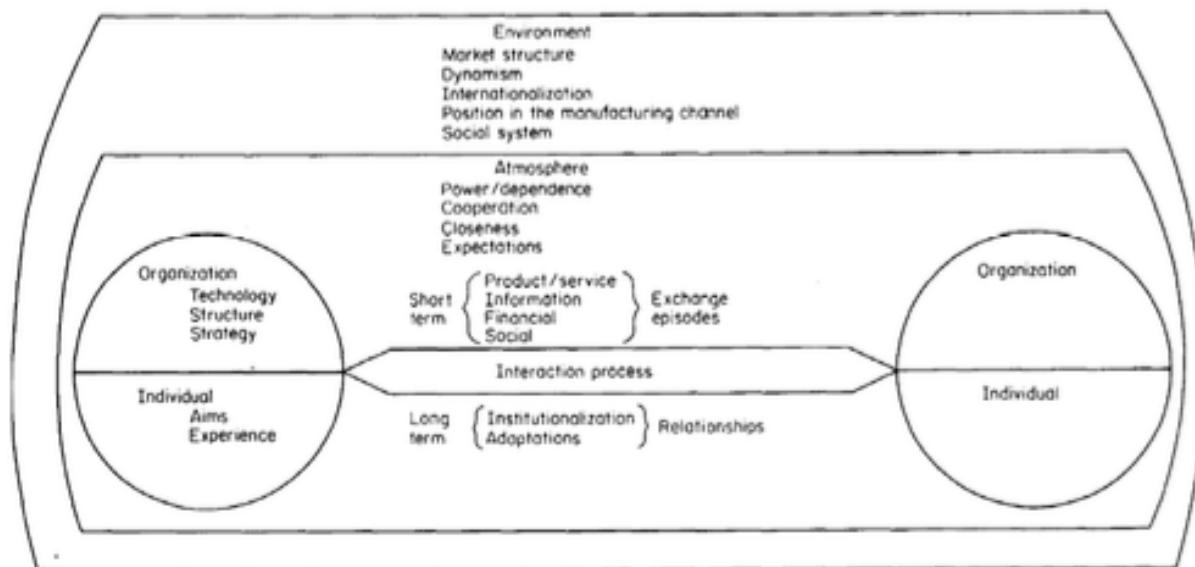 Environment
Market structure
Dynamism
Internationalization
Position in the manufacturing channel
Social system
Atmosphere
Power/dependence
Cooperation
Closeness
Expectations
Organization
Technology
Structure
Strategy
Individual
Aims
Experience
Short
term
Product/service
Information
Financial
Social
Exchange
episodes
Interaction process
Long
term
Institutionalization
Adaptations
Relationships
Organization
Individual